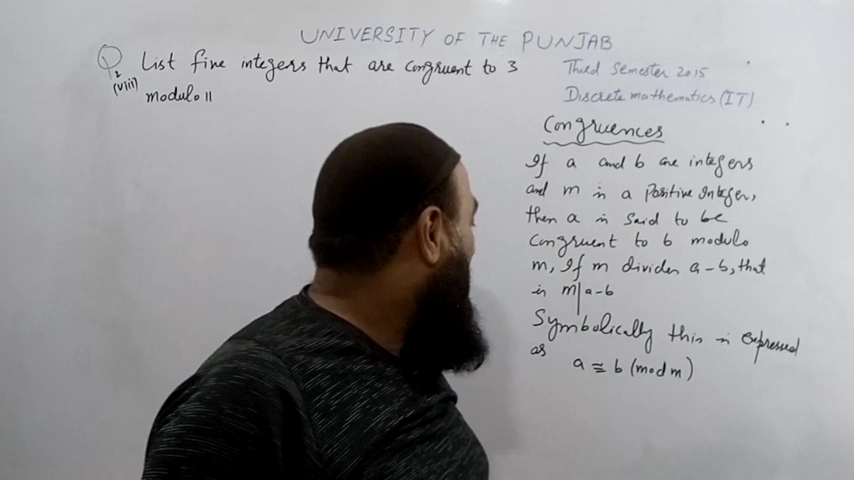 UNIVERSITY OF THE PUNJAB
Q2 (viii) List five integers that are congruent to 3
modulo 11
Third Semester 2015
Discrete mathematics (IT)
Congruences
If a and b are integers
and m is a Positive Integer,
then a is said to be
Congruent to b modulo
m, If m divides a-b, that
is m|a-b
Symbolically this is expressed
as
a ≅ b (mod m)